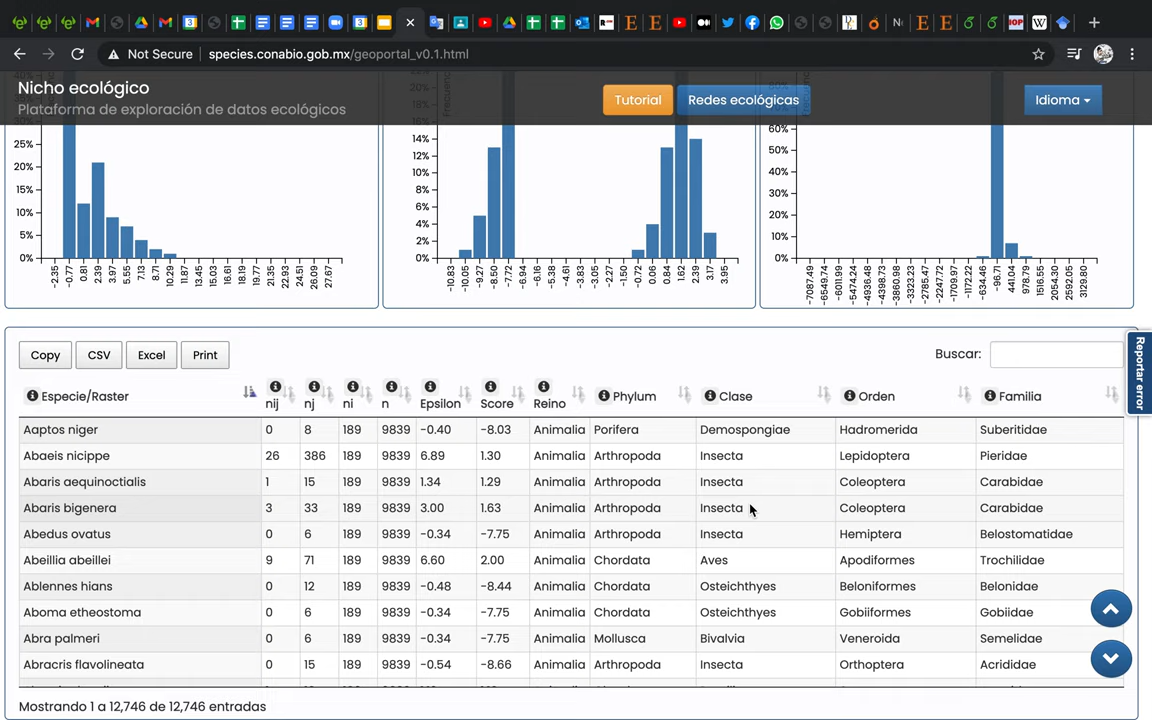 Not Secure species.conabio.gob.mx/geoportal_v0.1.html
Nicho ecológico
Plataforma de exploración de datos ecológicos
Tutorial
Redes ecológicas
Idioma
25%
20%
15%
10%
5%
0%
-2.35 -0.77 0.81 2.39 3.97 5.55 7.13 8.71 10.29 11.87 13.45 15.03 16.61 18.19 19.77 21.35 22.93 24.51 26.09 27.67
14%
12%
10%
8%
6%
4%
2%
0%
-10.83 -10.05 -9.27 -8.50 -7.72 -6.94 -6.16 -5.38 -4.61 -3.83 -3.05 -2.27 -1.50 -0.72 0.06 0.84 1.62 2.39 3.17 3.95
60%
50%
40%
30%
20%
10%
0%
-7087.49 -6549.74 -6011.99 -5474.24 -4936.48 -4398.73 -3860.98 -3323.23 -2785.47 -2247.72 -1709.97 -1172.22 -634.46 -96.71 441.04 978.79 1516.55 2054.30 2592.05 3129.80
Copy CSV Excel Print Buscar:
Reportar error
Especie/Raster nij nj ni n Epsilon Score Reino Phylum Clase Orden Familia
Aaptos niger 0 8 189 9839 -0.40 -8.03 Animalia Porifera Demospongiae Hadromerida Suberitidae
Abaeis nicippe 26 386 189 9839 6.89 1.30 Animalia Arthropoda Insecta Lepidoptera Pieridae
Abaris aequinoctialis 1 15 189 9839 1.34 1.29 Animalia Arthropoda Insecta Coleoptera Carabidae
Abaris bigenera 3 33 189 9839 3.00 1.63 Animalia Arthropoda Insecta Coleoptera Carabidae
Abedus ovatus 0 6 189 9839 -0.34 -7.75 Animalia Arthropoda Insecta Hemiptera Belostomatidae
Abeillia abeillei 9 71 189 9839 6.60 2.00 Animalia Chordata Aves Apodiformes Trochilidae
Ablennes hians 0 12 189 9839 -0.48 -8.44 Animalia Chordata Osteichthyes Beloniformes Belonidae
Aboma etheostoma 0 6 189 9839 -0.34 -7.75 Animalia Chordata Osteichthyes Gobiiformes Gobiidae
Abra palmeri 0 6 189 9839 -0.34 -7.75 Animalia Mollusca Bivalvia Veneroida Semelidae
Abracris flavolineata 0 15 189 9839 -0.54 -8.66 Animalia Arthropoda Insecta Orthoptera Acrididae
Mostrando 1 a 12,746 de 12,746 entradas